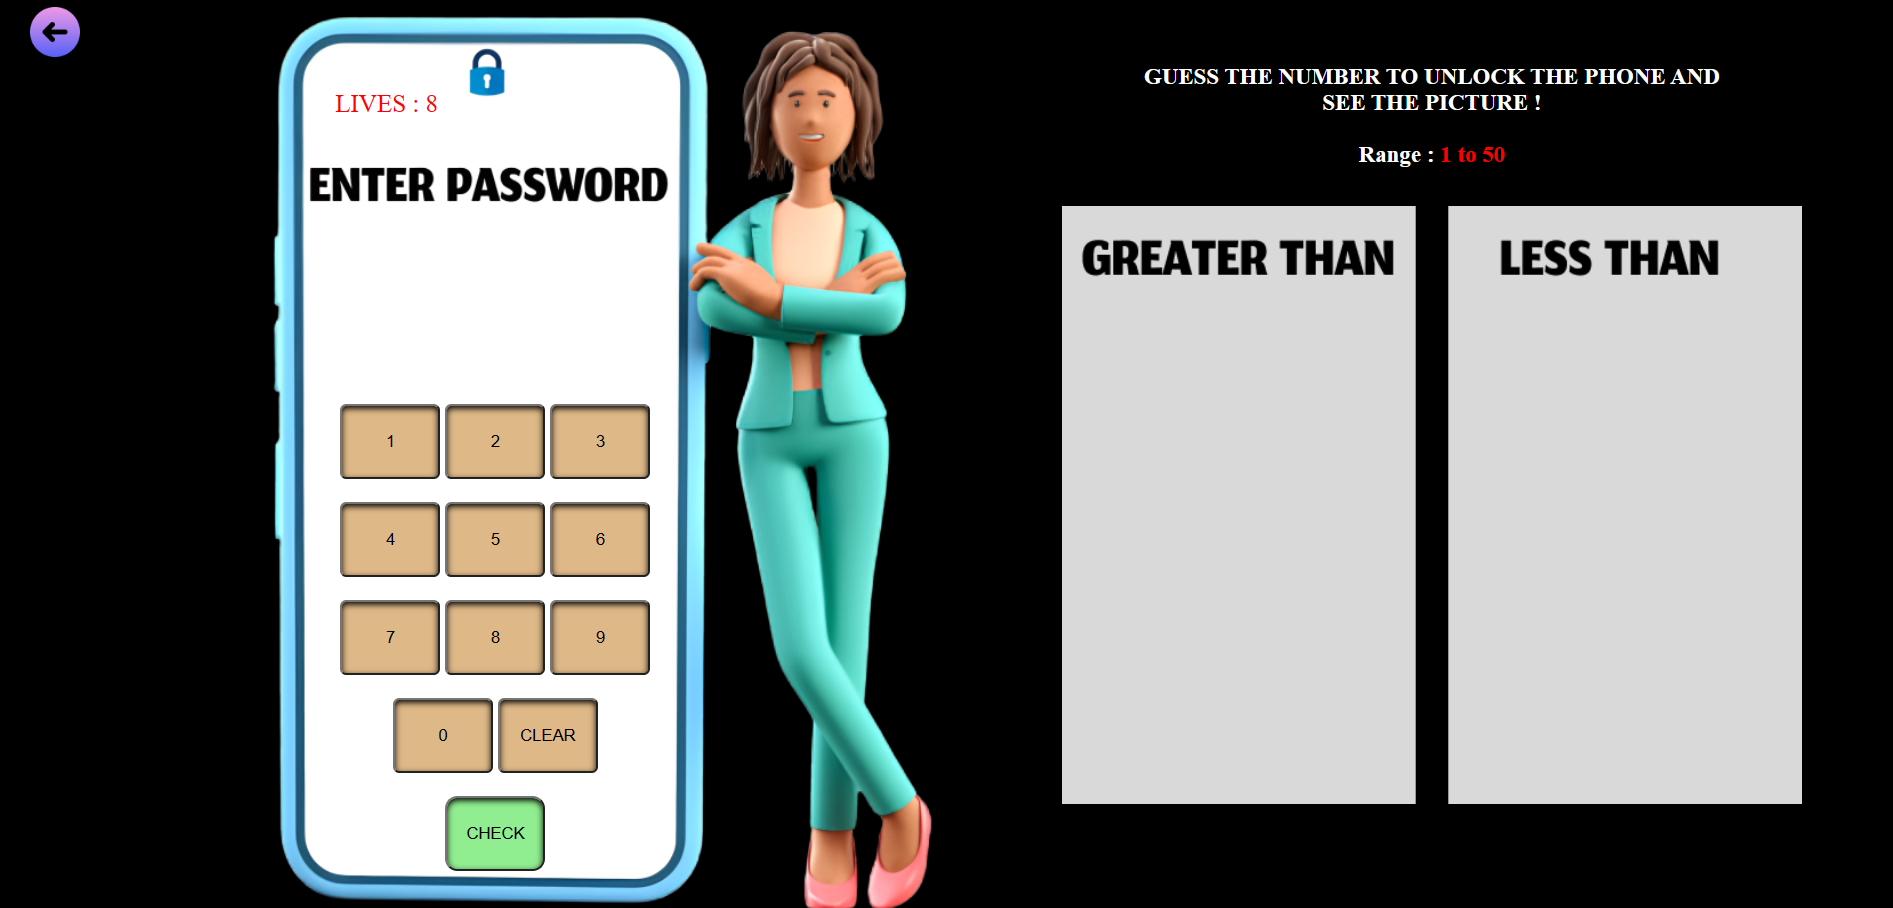 LIVES : 8
ENTER PASSWORD
1 2 3
4 5 6
7 8 9
0 CLEAR
CHECK
GUESS THE NUMBER TO UNLOCK THE PHONE AND
SEE THE PICTURE !
Range : 1 to 50
GREATER THAN
LESS THAN